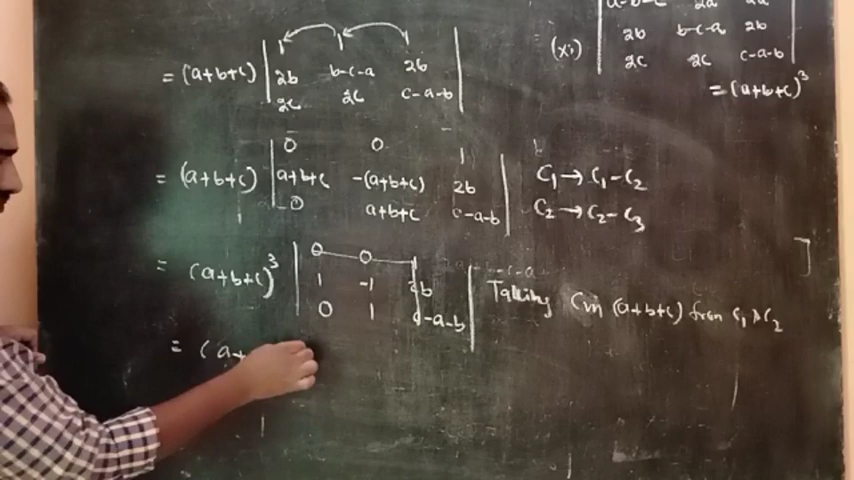 = (a+b+c) | 1 1 1 |
| 2b b-c-a 2b |
| 2c 2c c-a-b |
(xi) | a-b-c 2a 2a |
| 2b b-c-a 2b |
| 2c 2c c-a-b |
= (a+b+c)³
| 0 0 1 |
= (a+b+c) | a+b+c -(a+b+c) 2b | C₁→C₁-C₂
| 0 a+b+c c-a-b | C₂→C₂-C₃
| 0 0 1 |
= (a+b+c)³ | 1 -1 2b | Talking Cm (a+b+c) from C₁ & C₂
| 0 1 c-a-b |
= (a+